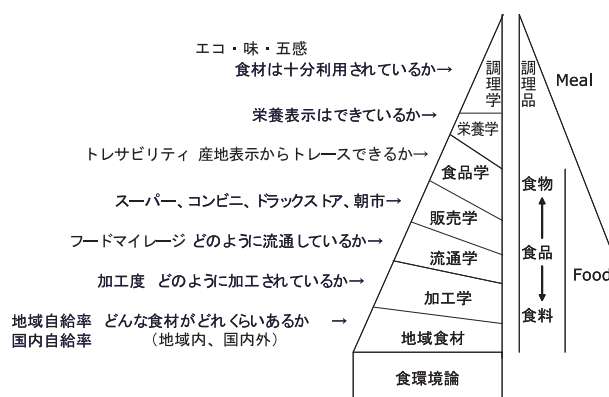 エコ・味・五感
食材は十分利用されているか→
栄養表示はできているか→
トレサビリティ 産地表示からトレースできるか→
スーパー、コンビニ、ドラックストア、朝市→
フードマイレージ どのように流通しているか→
加工度 どのように加工されているか→
地域自給率 どんな食材がどれくらいあるか →
国内自給率 （地域内、国内外）
調理学
栄養学
食品学
販売学
流通学
加工学
地域食材
食環境論
調理品
Meal
食物
食品
Food
食料